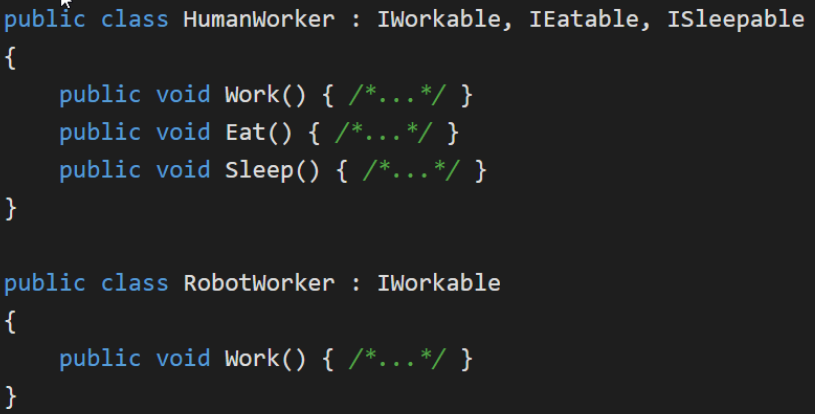 public class HumanWorker : IWorkable, IEatable, ISleepable
{
    public void Work() { /*...*/ }
    public void Eat() { /*...*/ }
    public void Sleep() { /*...*/ }
}

public class RobotWorker : IWorkable
{
    public void Work() { /*...*/ }
}